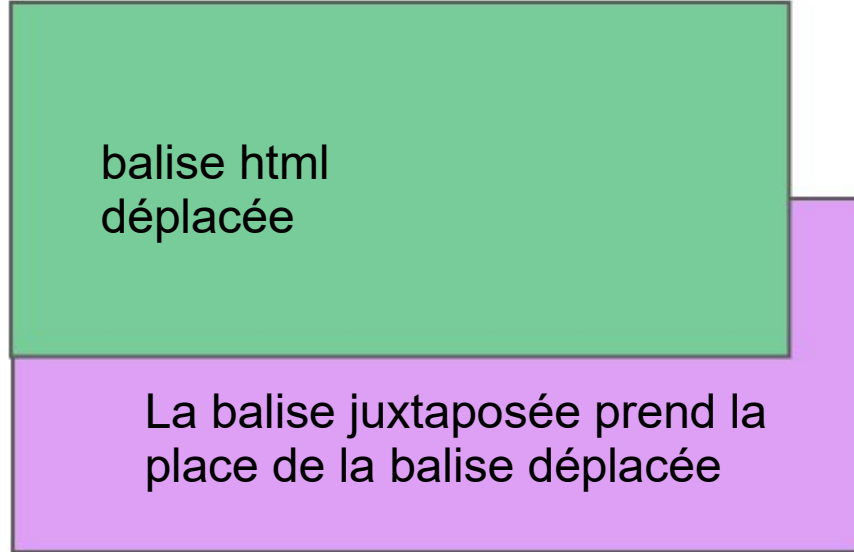 balise html
déplacée
La balise juxtaposée prend la
place de la balise déplacée